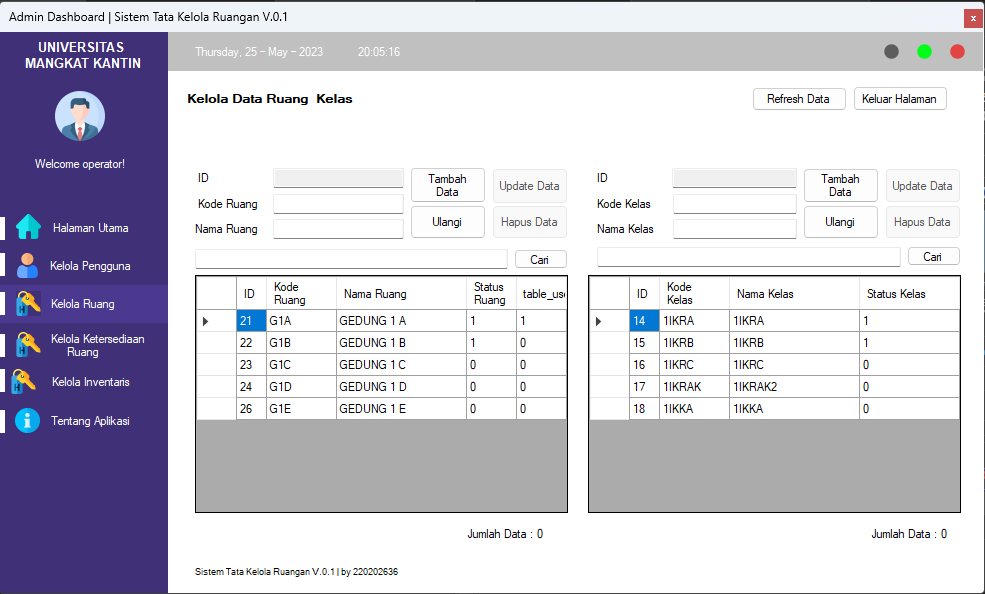 Admin Dashboard | Sistem Tata Kelola Ruangan V.0.1
x
UNIVERSITAS
MANGKAT KANTIN
Welcome operator!
Halaman Utama
Kelola Pengguna
Kelola Ruang
Kelola Ketersediaan
Ruang
Kelola Inventaris
Tentang Aplikasi
Thursday, 25 – May – 2023 20:05:16
Kelola Data Ruang Kelas
Refresh Data Keluar Halaman
ID
Kode Ruang
Nama Ruang
Tambah
Data
Update Data
Ulangi
Hapus Data
Cari
ID Kode Ruang Nama Ruang Status Ruang table_use
21 G1A GEDUNG 1 A 1 1
22 G1B GEDUNG 1 B 1 0
23 G1C GEDUNG 1 C 0 0
24 G1D GEDUNG 1 D 0 0
26 G1E GEDUNG 1 E 0 0
Jumlah Data : 0
ID
Kode Kelas
Nama Kelas
Tambah
Data
Update Data
Ulangi
Hapus Data
Cari
ID Kode Kelas Nama Kelas Status Kelas
14 1IKRA 1IKRA 1
15 1IKRB 1IKRB 1
16 1IKRC 1IKRC 0
17 1IKRAK 1IKRAK2 0
18 1IKKA 1IKKA 0
Jumlah Data : 0
Sistem Tata Kelola Ruangan V.0.1 | by 220202636